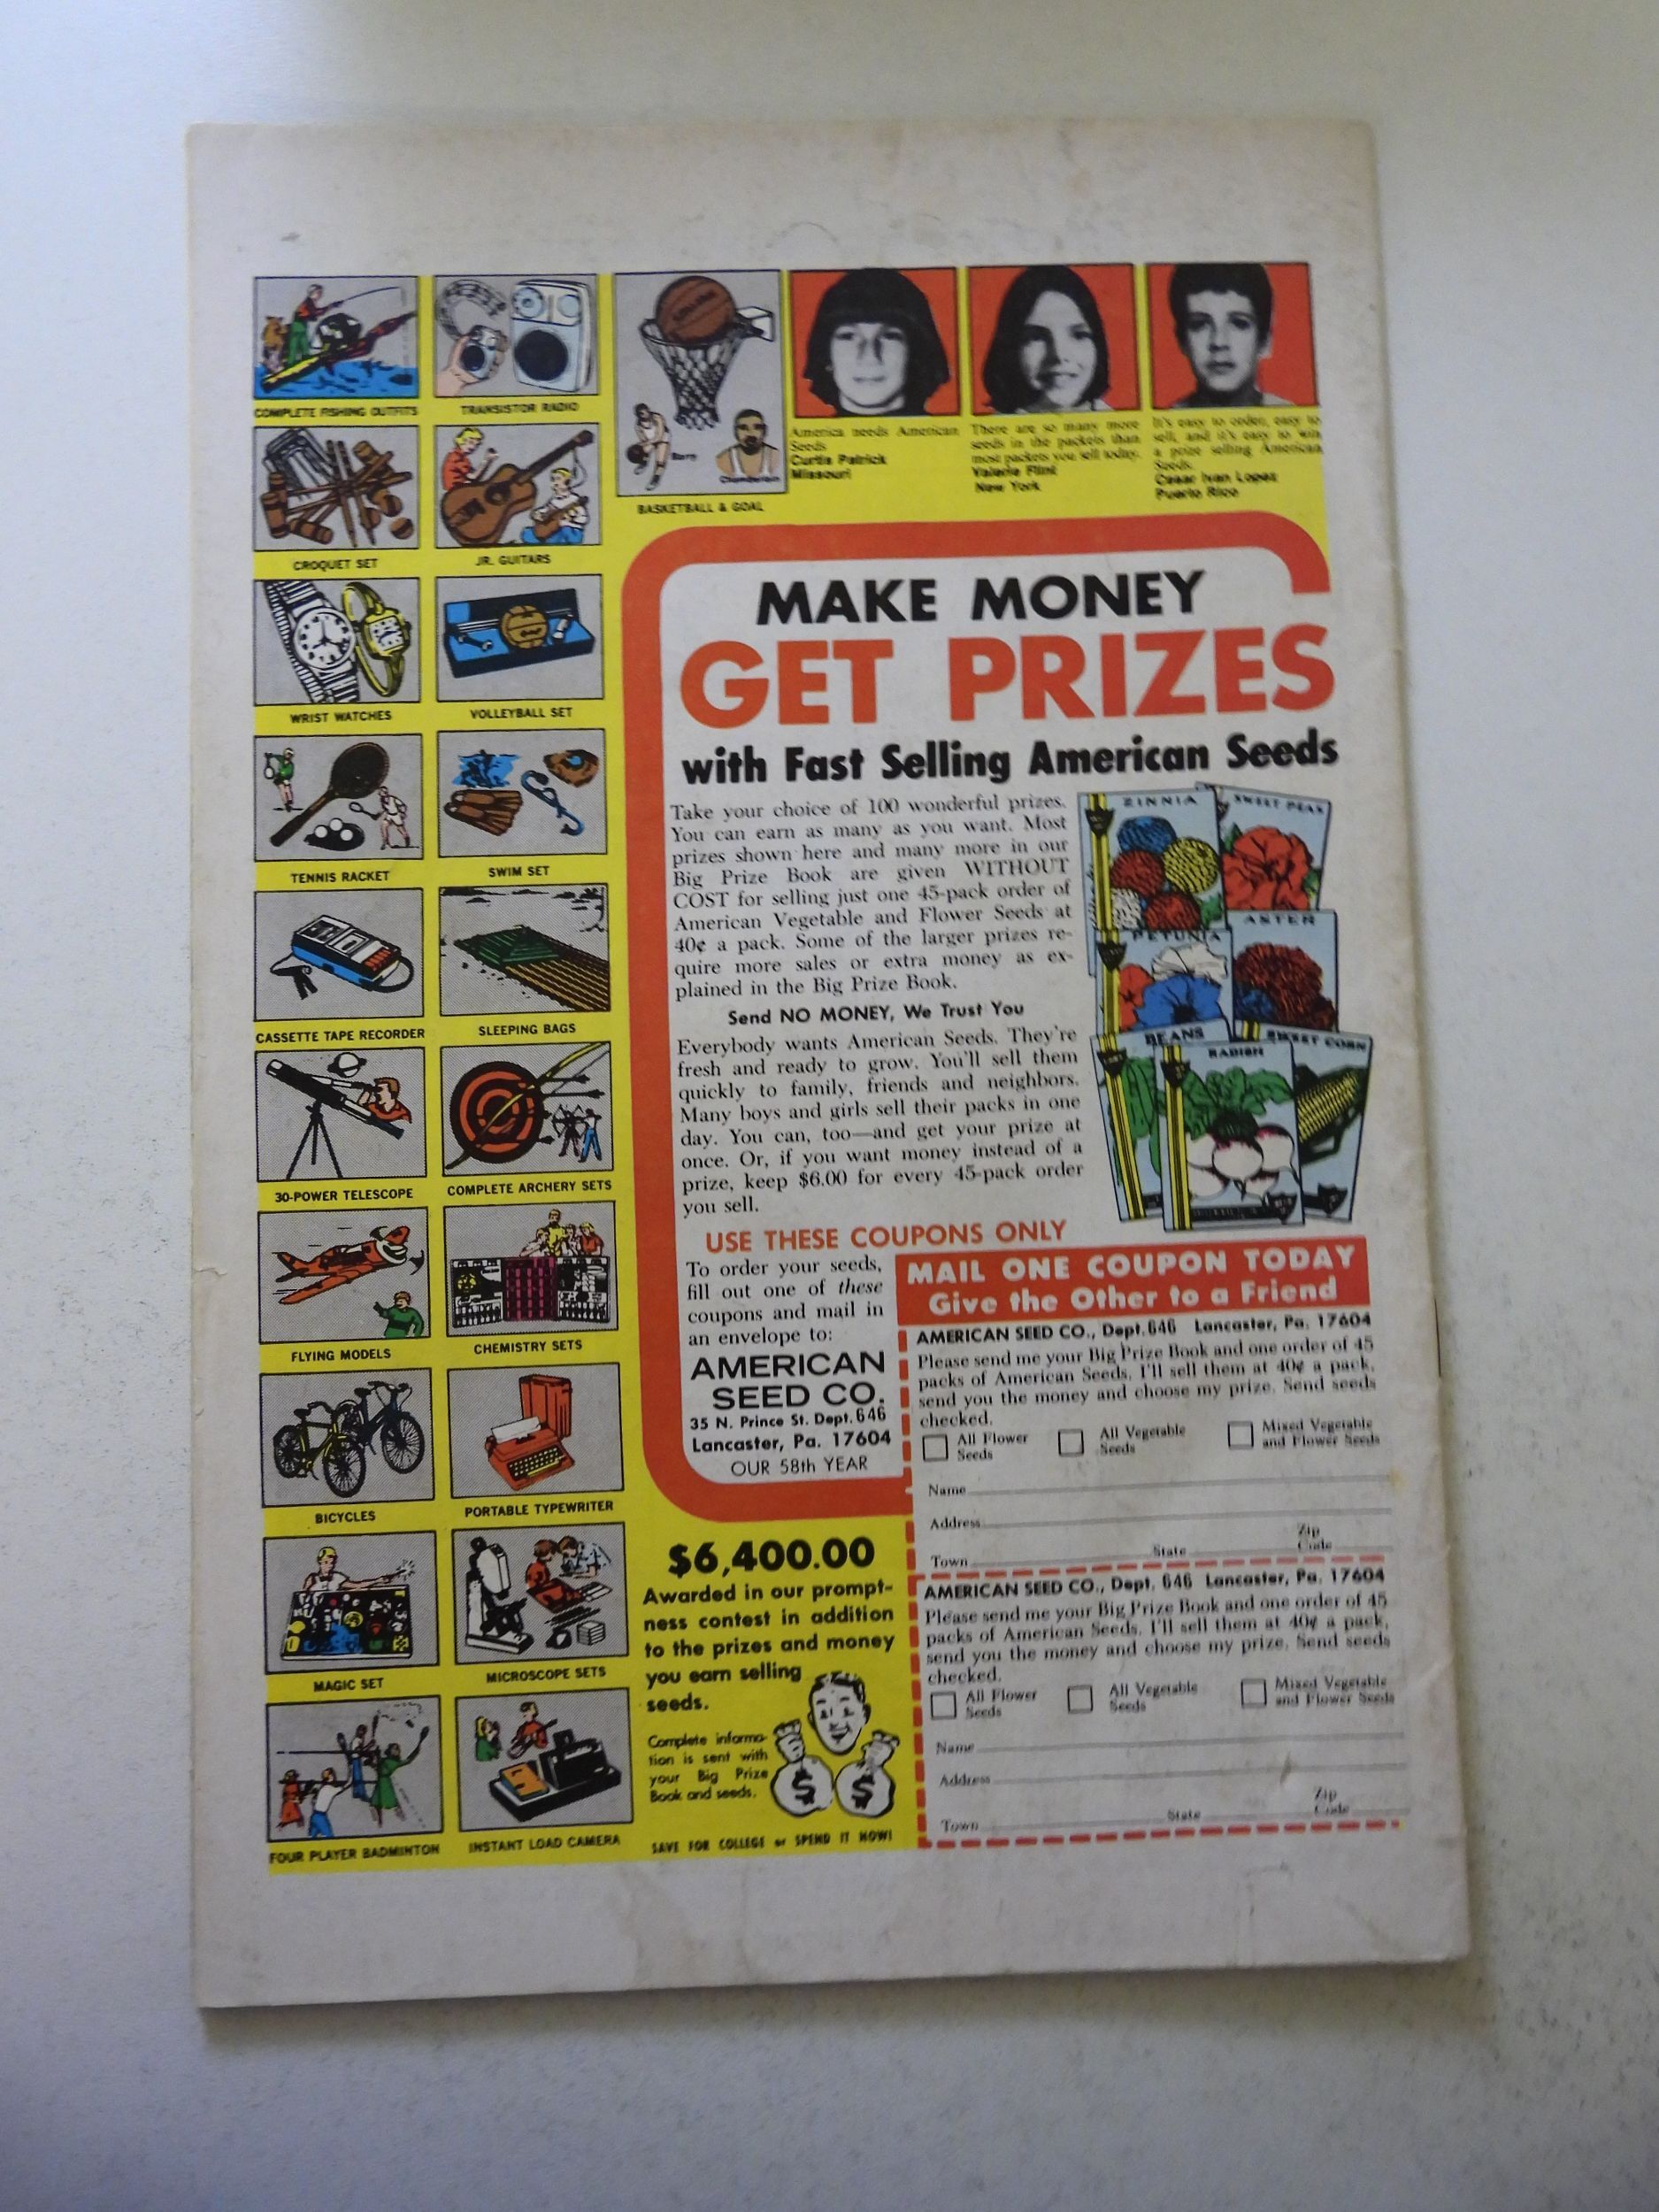 COMPLETE FISHING OUTFITS
TRANSISTOR RADIO
CROQUET SET
JR. GUITARS
WRIST WATCHES
VOLLEYBALL SET
TENNIS RACKET
SWIM SET
CASSETTE TAPE RECORDER
SLEEPING BAGS
30-POWER TELESCOPE
COMPLETE ARCHERY SETS
FLYING MODELS
CHEMISTRY SETS
BICYCLES
PORTABLE TYPEWRITER
MAGIC SET
MICROSCOPE SETS
FOUR PLAYER BADMINTON
INSTANT LOAD CAMERA
Barry
Chamberlain
BASKETBALL & GOAL
America needs American
Seeds
Curtis Patrick
Missouri
There are so many more
seeds in the packets than
most packets you sell today.
Valerie Flint
New York
It's easy to order, easy to
sell, and it's easy to win
a prize selling American
Seeds.
Cesar Ivan Lopez
Puerto Rico
MAKE MONEY
GET PRIZES
with Fast Selling American Seeds
Take your choice of 100 wonderful prizes.
You can earn as many as you want. Most
prizes shown here and many more in our
Big Prize Book are given WITHOUT
COST for selling just one 45-pack order of
American Vegetable and Flower Seeds at
40¢ a pack. Some of the larger prizes re-
quire more sales or extra money as ex-
plained in the Big Prize Book.
Send NO MONEY, We Trust You
Everybody wants American Seeds. They're
fresh and ready to grow. You'll sell them
quickly to family, friends and neighbors.
Many boys and girls sell their packs in one
day. You can, too—and get your prize at
once. Or, if you want money instead of a
prize, keep $6.00 for every 45-pack order
you sell.
ZINNIA
SWEET PEAS
PETUNIA
ASTER
BEANS
RADISH
SWEET CORN
USE THESE COUPONS ONLY
To order your seeds,
fill out one of these
coupons and mail in
an envelope to:
AMERICAN
SEED CO.
35 N. Prince St. Dept. 646
Lancaster, Pa. 17604
OUR 58th YEAR
MAIL ONE COUPON TODAY
Give the Other to a Friend
AMERICAN SEED CO., Dept. 646 Lancaster, Pa. 17604
Please send me your Big Prize Book and one order of 45
packs of American Seeds. I'll sell them at 40¢ a pack,
send you the money and choose my prize. Send seeds
checked.
All Flower Seeds
All Vegetable Seeds
Mixed Vegetable and Flower Seeds
Name
Address
Town State Zip Code
AMERICAN SEED CO., Dept. 646 Lancaster, Pa. 17604
Please send me your Big Prize Book and one order of 45
packs of American Seeds. I'll sell them at 40¢ a pack,
send you the money and choose my prize. Send seeds
checked.
All Flower Seeds
All Vegetable Seeds
Mixed Vegetable and Flower Seeds
Name
Address
Town State Zip Code
$6,400.00
Awarded in our prompt-
ness contest in addition
to the prizes and money
you earn selling
seeds.
Complete informa-
tion is sent with
your Big Prize
Book and seeds.
$ $
SAVE FOR COLLEGE or SPEND IT NOW!